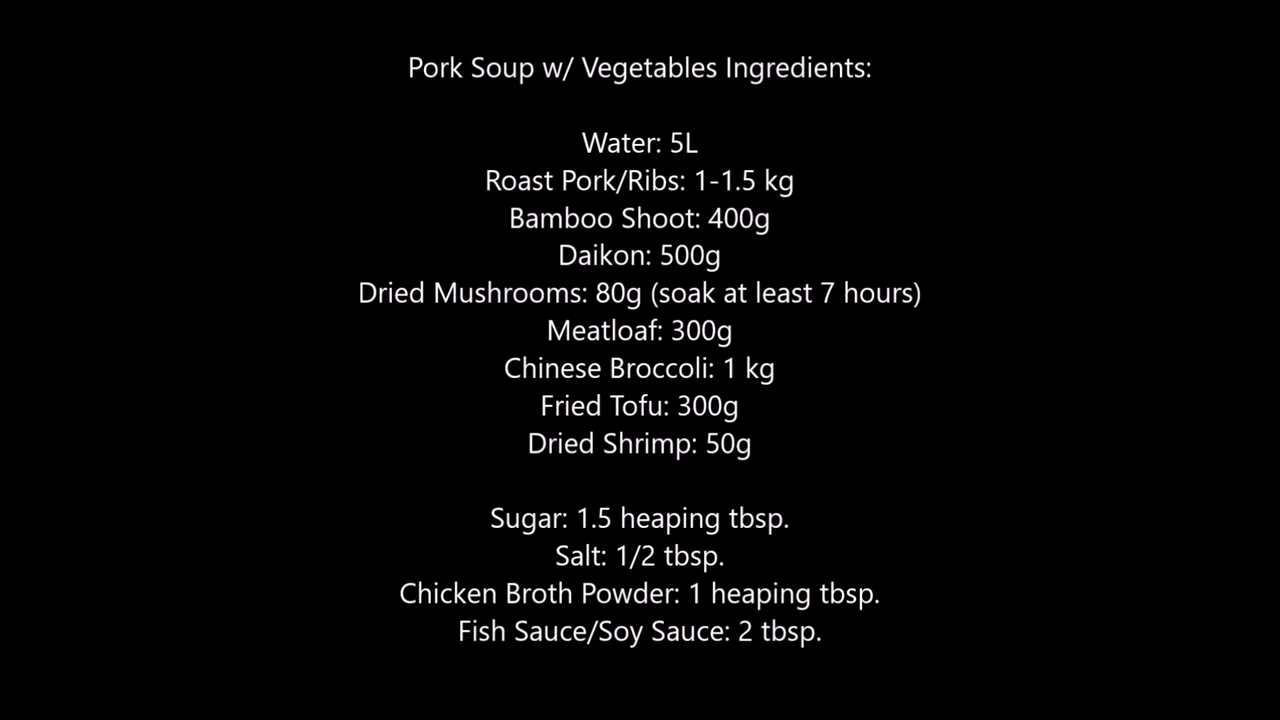 Pork Soup w/ Vegetables Ingredients:
Water: 5L
Roast Pork/Ribs: 1-1.5 kg
Bamboo Shoot: 400g
Daikon: 500g
Dried Mushrooms: 80g (soak at least 7 hours)
Meatloaf: 300g
Chinese Broccoli: 1 kg
Fried Tofu: 300g
Dried Shrimp: 50g
Sugar: 1.5 heaping tbsp.
Salt: 1/2 tbsp.
Chicken Broth Powder: 1 heaping tbsp.
Fish Sauce/Soy Sauce: 2 tbsp.